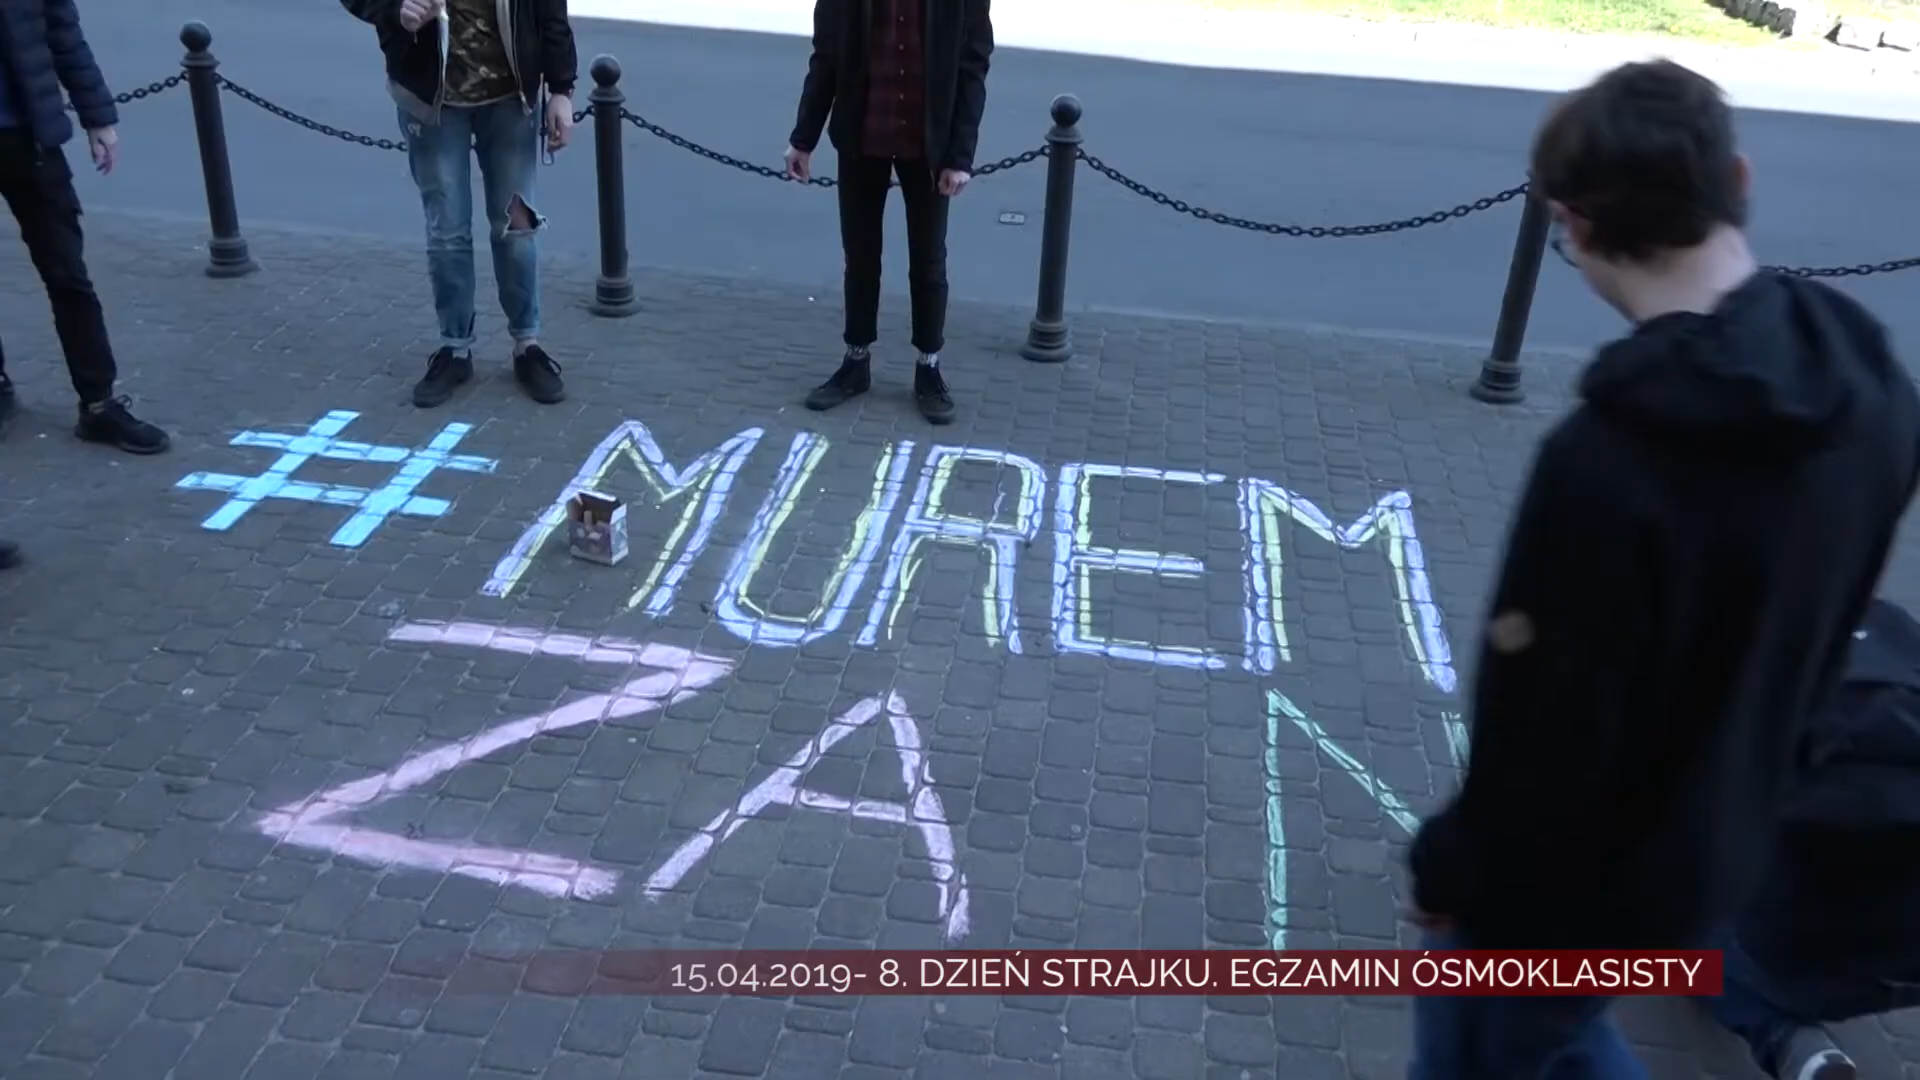 #MUREM
ZA N
15.04.2019- 8. DZIEŃ STRAJKU. EGZAMIN ÓSMOKLASISTY